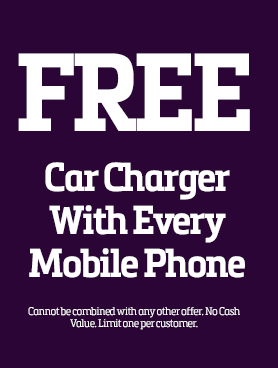 FREE
Car Charger
With Every
Mobile Phone
Cannot be combined with any other offer. No Cash
Value. Limit one per customer.